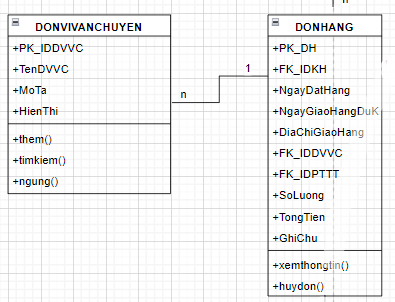 n
DONVIVANCHUYEN
+PK_IDDVVC
+TenDVVC
+MoTa
+HienThi
+them()
timkiem()
+ngung()
n
1
DONHANG
+PK_DH
+FK_IDKH
+NgayDatHang
+NgayGiaoHangDuK
+DiaChiGiaoHang
+FK_IDDVVC
+FK_IDPTTT
+SoLuong
+TongTien
+GhiChu
+xemthongtin()
+huydon()